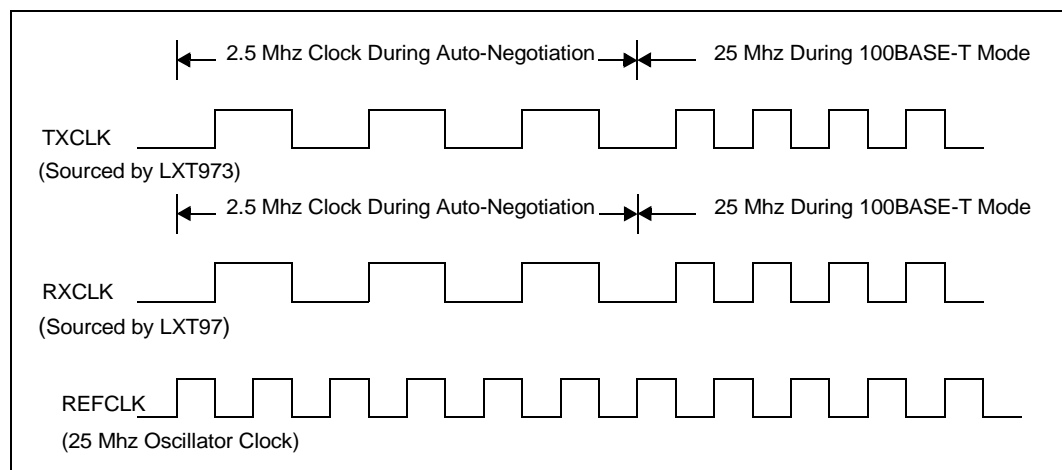 2.5 Mhz Clock During Auto-Negotiation 25 Mhz During 100BASE-T Mode
TXCLK
(Sourced by LXT973)
2.5 Mhz Clock During Auto-Negotiation 25 Mhz During 100BASE-T Mode
RXCLK
(Sourced by LXT97)
REFCLK
(25 Mhz Oscillator Clock)